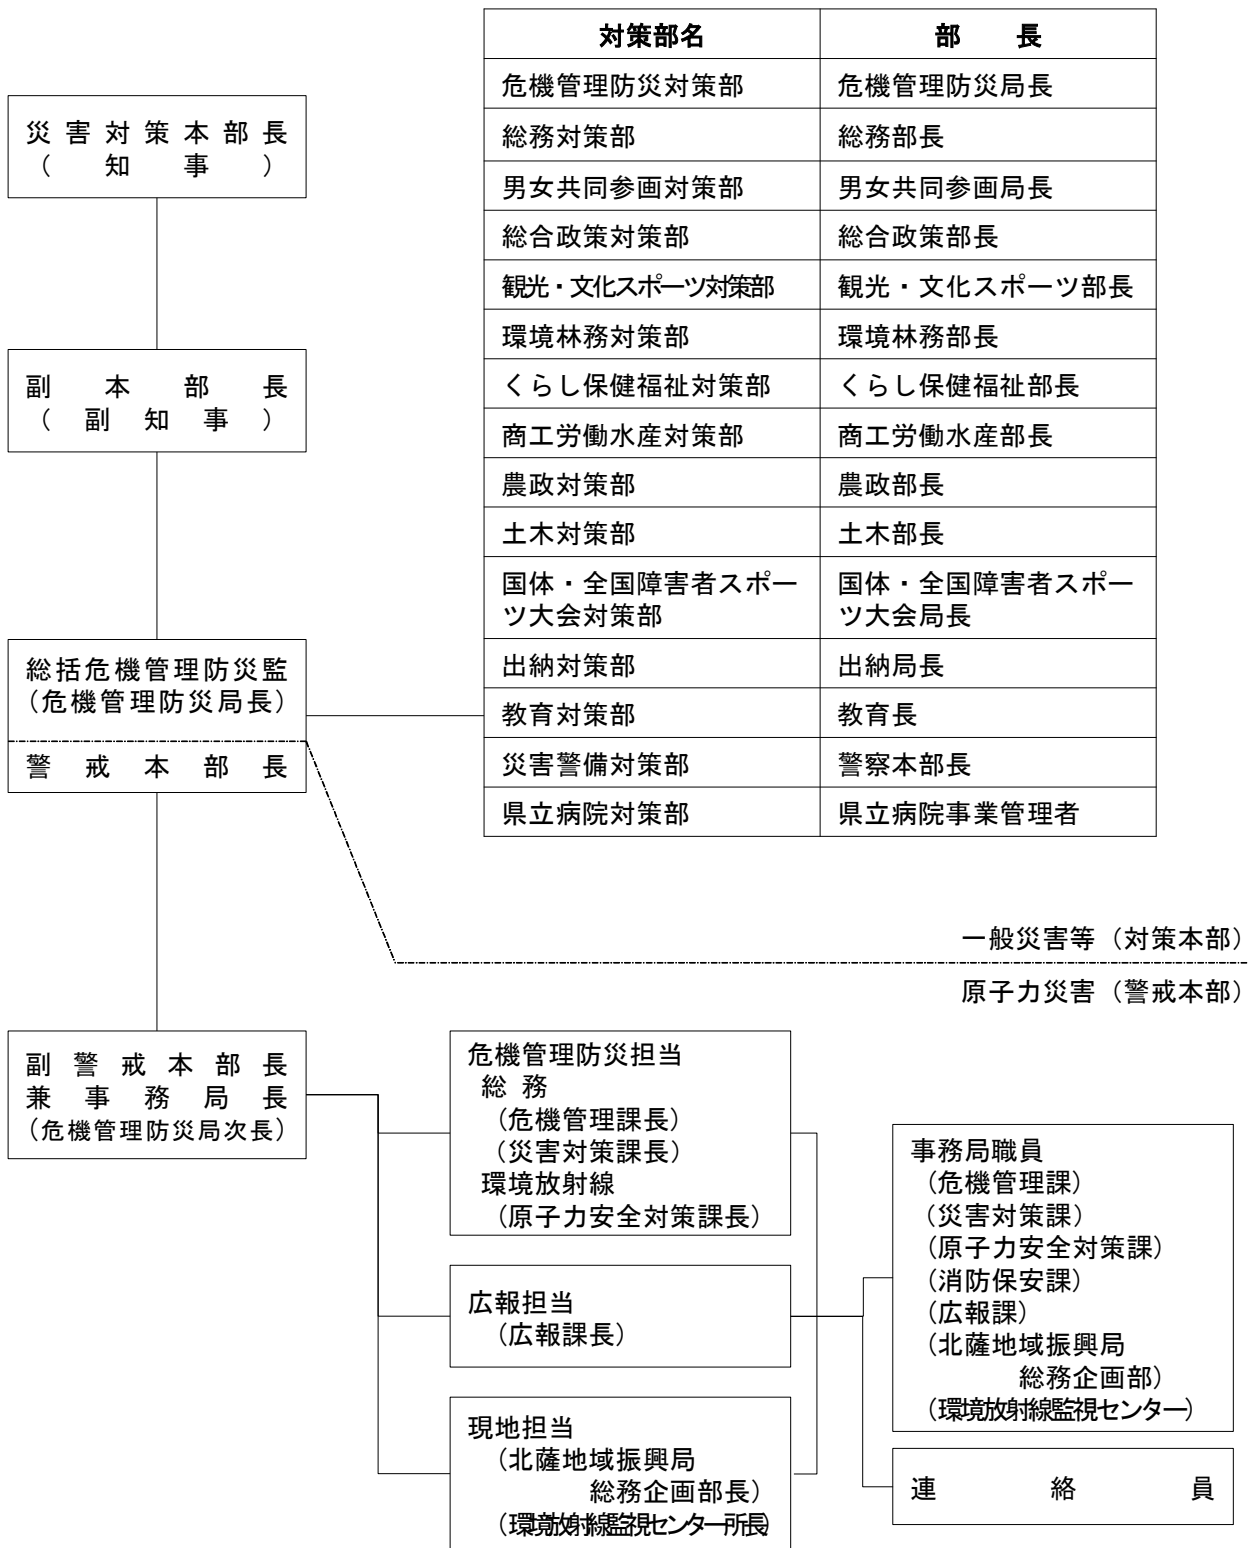 対策部名 部長
危機管理防災対策部 危機管理防災局長
総務対策部 総務部長
男女共同参画対策部 男女共同参画局長
総合政策対策部 総合政策部長
観光・文化スポーツ対策部 観光・文化スポーツ部長
環境林務対策部 環境林務部長
くらし保健福祉対策部 くらし保健福祉部長
商工労働水産対策部 商工労働水産部長
農政対策部 農政部長
土木対策部 土木部長
国体・全国障害者スポー 国体・全国障害者スポー
ツ大会対策部 ツ大会局長
出納対策部 出納局長
教育対策部 教育長
災害警備対策部 警察本部長
県立病院対策部 県立病院事業管理者
災害対策本部長
(知事)
副本部長
(副知事)
総括危機管理防災監
(危機管理防災局長)
警戒本部長
一般災害等(対策本部)
原子力災害(警戒本部)
副警戒本部長
兼事務局長
(危機管理防災局次長)
危機管理防災担当
総務
(危機管理課長)
(災害対策課長)
環境放射線
(原子力安全対策課長)
広報担当
(広報課長)
現地担当
(北薩地域振興局
総務企画部長)
(環境放射線監視センター所長)
事務局職員
(危機管理課)
(災害対策課)
(原子力安全対策課)
(消防保安課)
(広報課)
(北薩地域振興局
総務企画部)
(環境放射線監視センター)
連絡員